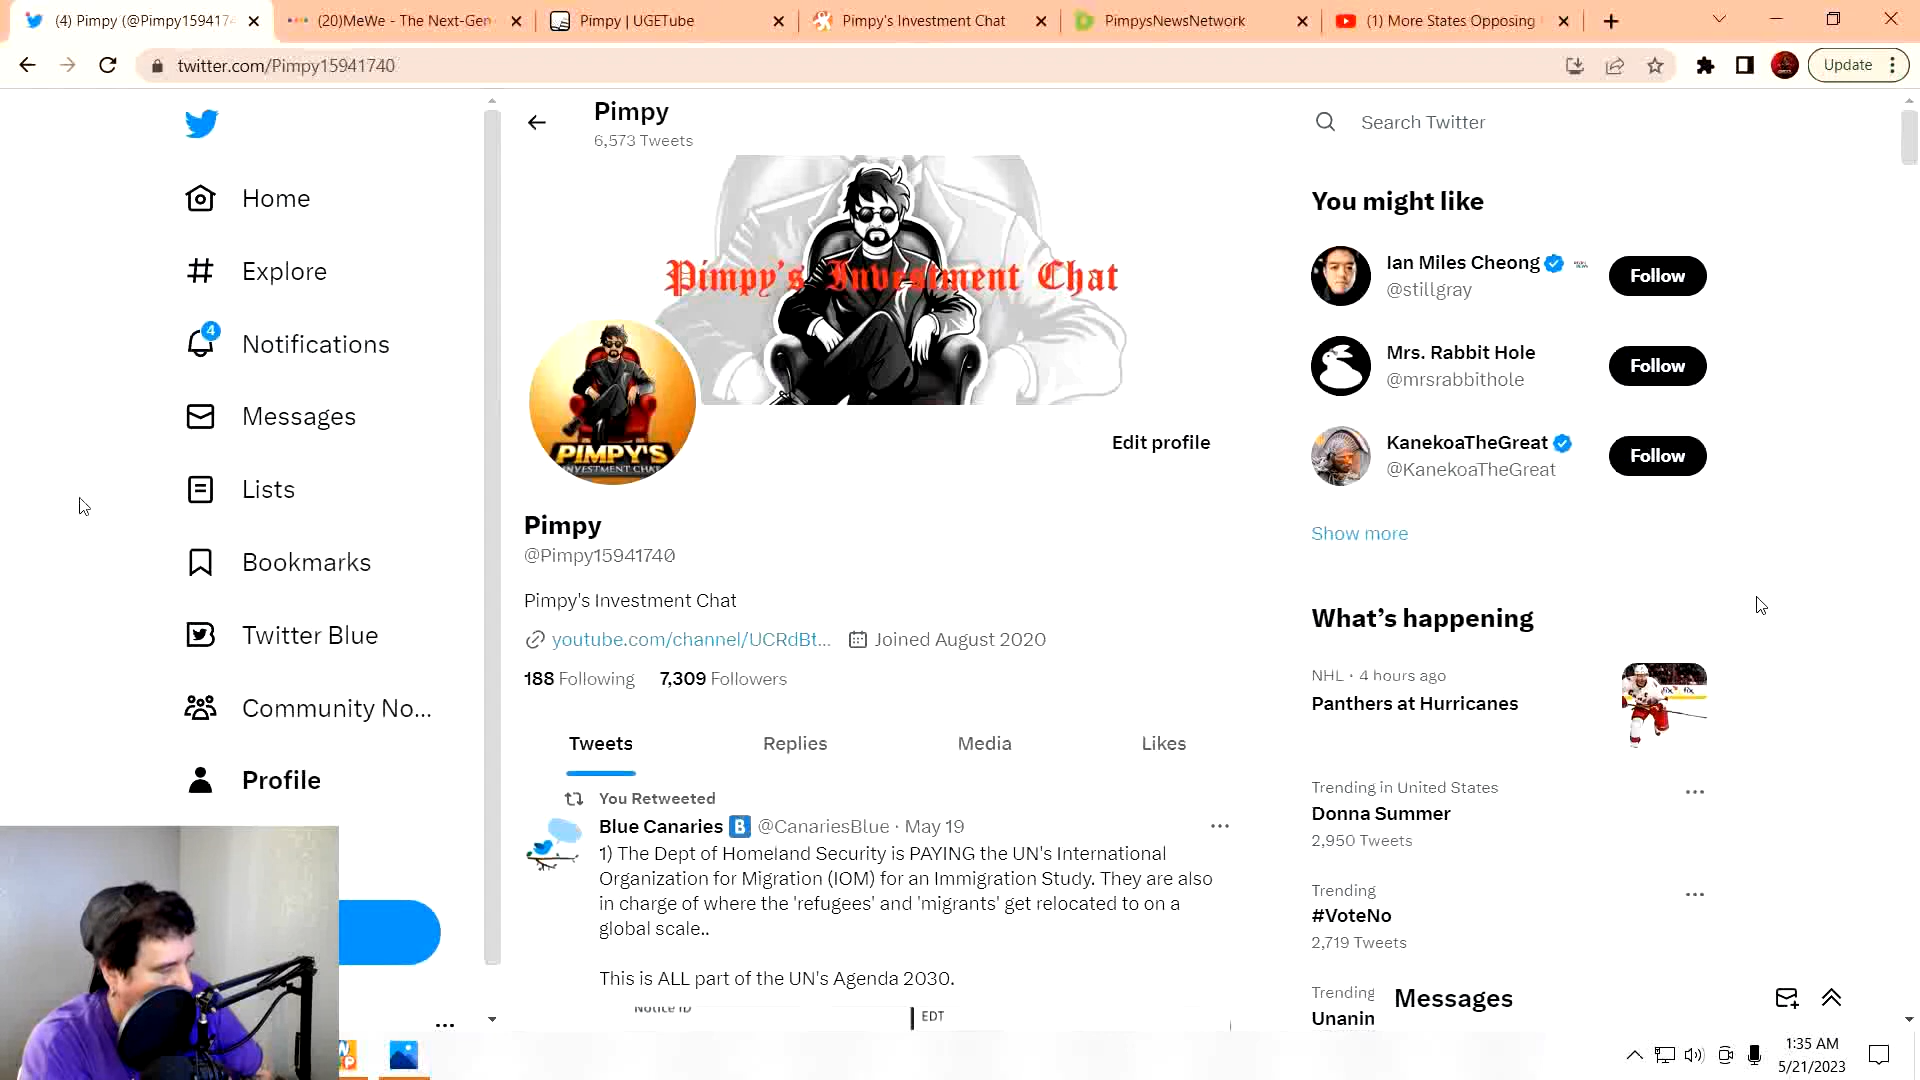 (4) Pimpy (@Pimpy1594174
(20)MeWe - The Next-Gen
Pimpy | UGETube
Pimpy's Investment Chat
PimpysNewsNetwork
(1) More States Opposing
twitter.com/Pimpy15941740
Update
Pimpy
6,573 Tweets
Search Twitter
Home
Explore
4
Notifications
Messages
Lists
Bookmarks
Twitter Blue
Community No...
Profile
Pimpy's Investment Chat
PIMPY'S
INVESTMENT CHAT
Edit profile
Pimpy
@Pimpy15941740
Pimpy's Investment Chat
youtube.com/channel/UCRdBt...
Joined August 2020
188 Following
7,309 Followers
Tweets
Replies
Media
Likes
You Retweeted
Blue Canaries B @CanariesBlue · May 19
1) The Dept of Homeland Security is PAYING the UN's International
Organization for Migration (IOM) for an Immigration Study. They are also
in charge of where the 'refugees' and 'migrants' get relocated to on a
global scale..
This is ALL part of the UN's Agenda 2030.
Notice ID
EDT
You might like
Ian Miles Cheong
@stillgray
Follow
Mrs. Rabbit Hole
@mrsrabbithole
Follow
KanekoaTheGreat
@KanekoaTheGreat
Follow
Show more
What's happening
NHL · 4 hours ago
Panthers at Hurricanes
Trending in United States
Donna Summer
2,950 Tweets
Trending
#VoteNo
2,719 Tweets
Trending
Unanin
Messages
1:35 AM
5/21/2023